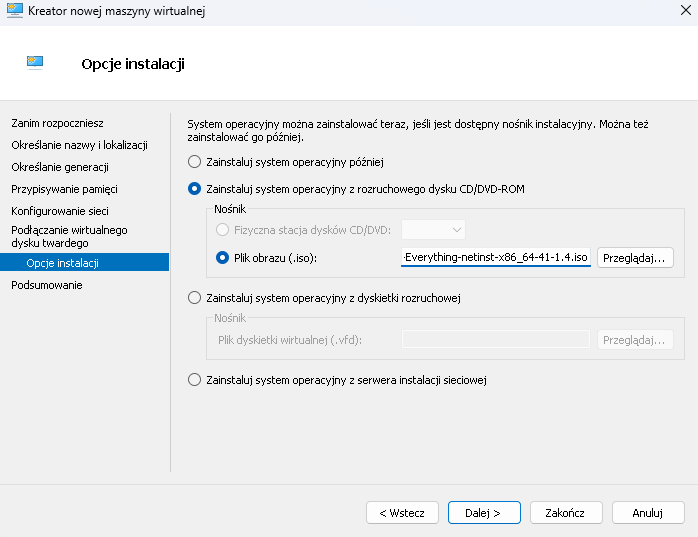 Kreator nowej maszyny wirtualnej
Opcje instalacji
Zanim rozpoczniesz
Określanie nazwy i lokalizacji
Określanie generacji
Przypisywanie pamięci
Konfigurowanie sieci
Podłączanie wirtualnego
dysku twardego
Opcje instalacji
Podsumowanie
System operacyjny można zainstalować teraz, jeśli jest dostępny nośnik instalacyjny. Można też
zainstalować go później.
Zainstaluj system operacyjny później
Zainstaluj system operacyjny z rozruchowego dysku CD/DVD-ROM
Nośnik
Fizyczna stacja dysków CD/DVD:
Plik obrazu (.iso): -Everything-netinst-x86_64-41-1.4.iso Przeglądaj...
Zainstaluj system operacyjny z dyskietki rozruchowej
Nośnik
Plik dyskietki wirtualnej (.vfd): Przeglądaj...
Zainstaluj system operacyjny z serwera instalacji sieciowej
< Wstecz Dalej > Zakończ Anuluj